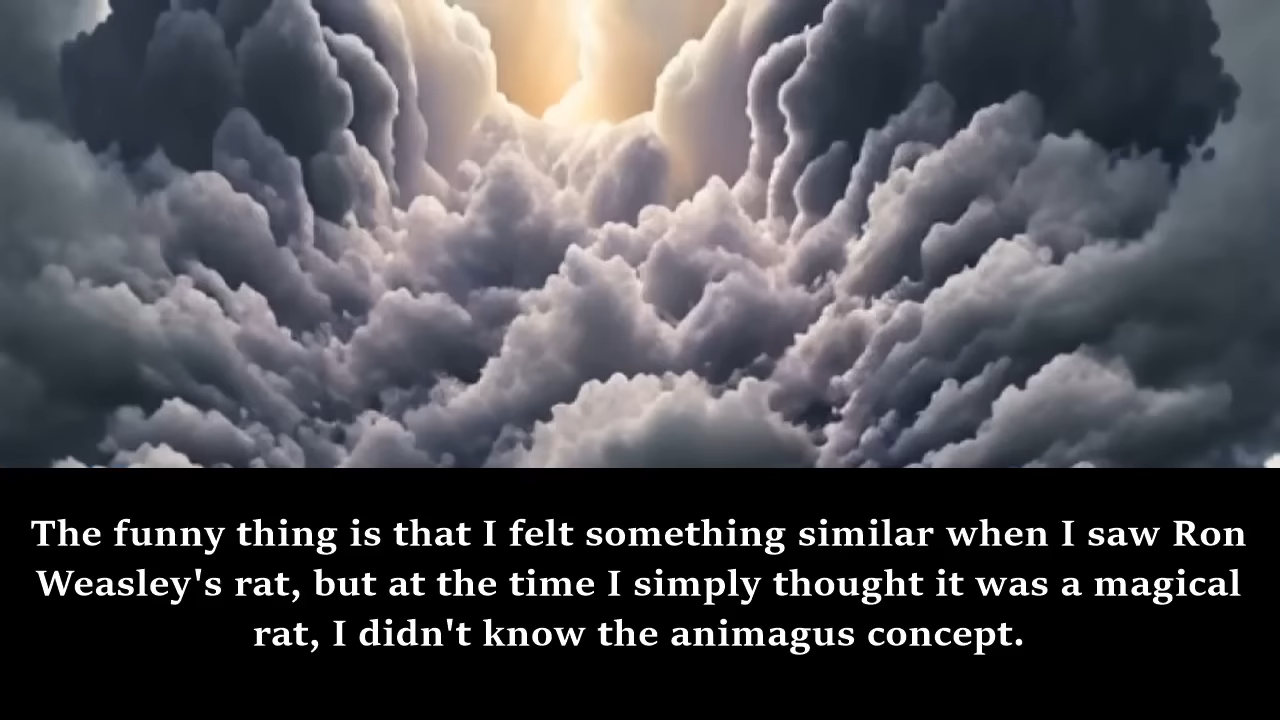 The funny thing is that I felt something similar when I saw Ron
Weasley's rat, but at the time I simply thought it was a magical
rat, I didn't know the animagus concept.